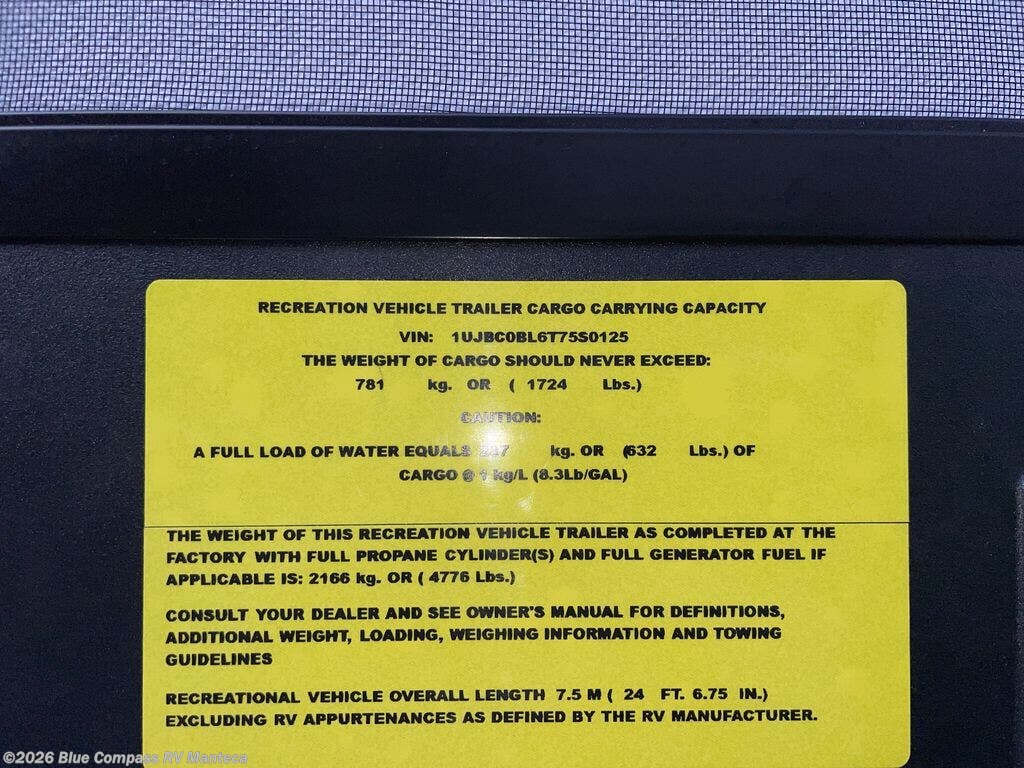 RECREATION VEHICLE TRAILER CARGO CARRYING CAPACITY
VIN: 1UJBC0BL6T75S0125
THE WEIGHT OF CARGO SHOULD NEVER EXCEED:
781 kg. OR ( 1724 Lbs.)
CAUTION:
A FULL LOAD OF WATER EQUALS kg. OR (632 Lbs.) OF
CARGO @ 1 kg/L (8.3Lb/GAL)
THE WEIGHT OF THIS RECREATION VEHICLE TRAILER AS COMPLETED AT THE
FACTORY WITH FULL PROPANE CYLINDER(S) AND FULL GENERATOR FUEL IF
APPLICABLE IS: 2166 kg. OR ( 4776 Lbs.)
CONSULT YOUR DEALER AND SEE OWNER'S MANUAL FOR DEFINITIONS,
ADDITIONAL WEIGHT, LOADING, WEIGHING INFORMATION AND TOWING
GUIDELINES
RECREATIONAL VEHICLE OVERALL LENGTH 7.5 M ( 24 FT. 6.75 IN.)
EXCLUDING RV APPURTENANCES AS DEFINED BY THE RV MANUFACTURER.
©2026 Blue Compass RV Manteca